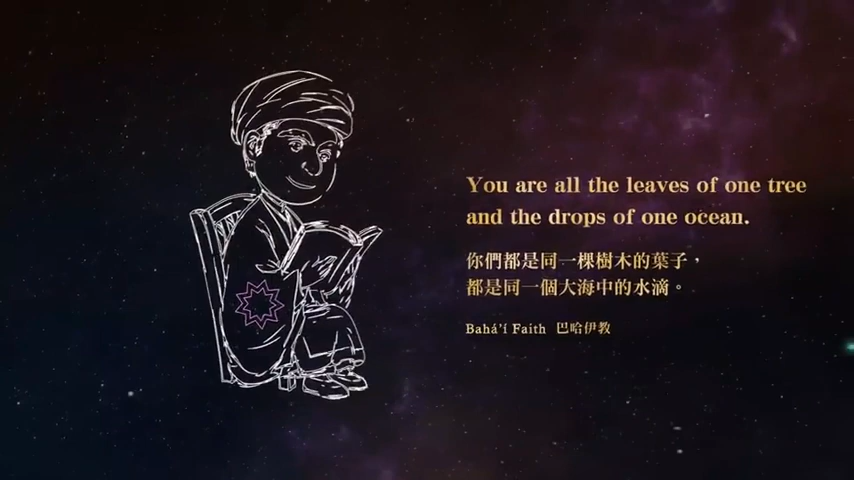 You are all the leaves of one tree
and the drops of one ocean.
你們都是同一棵樹木的葉子，
都是同一個大海中的水滴。
Bahá'í Faith 巴哈伊教